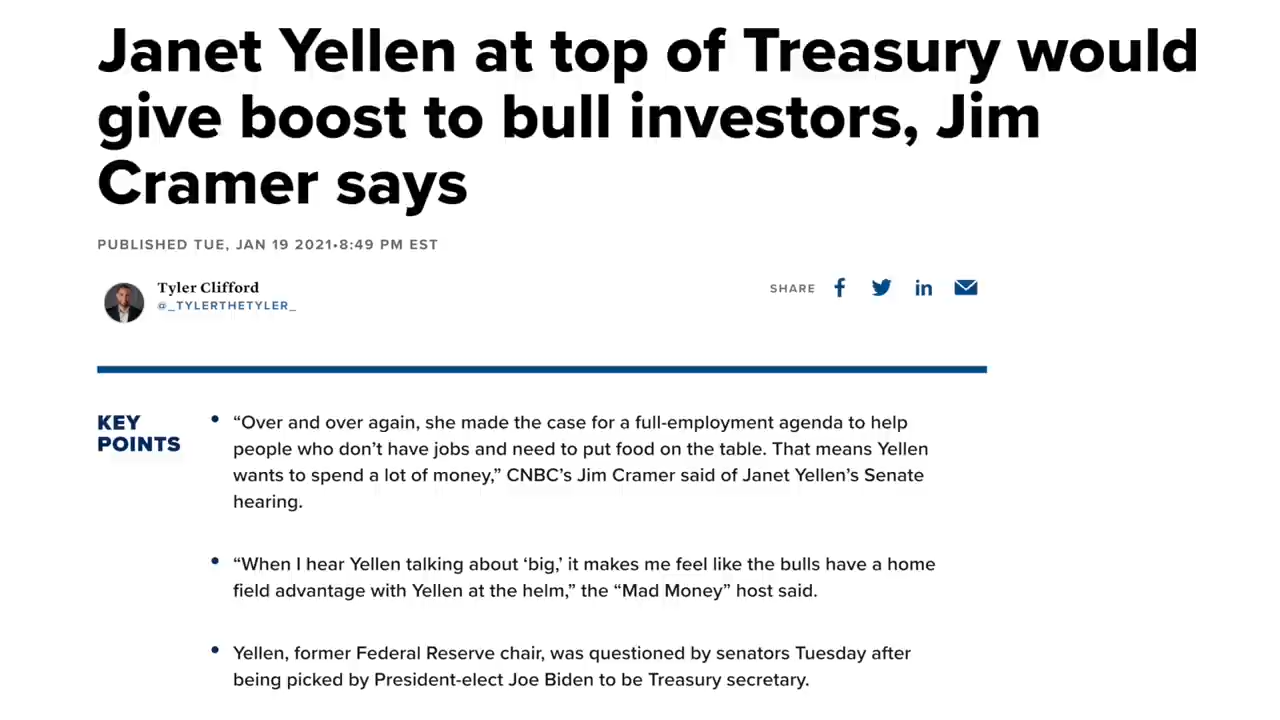 Janet Yellen at top of Treasury would
give boost to bull investors, Jim
Cramer says
PUBLISHED TUE, JAN 19 2021•8:49 PM EST
Tyler Clifford
@_TYLERTHETYLER_
SHARE
KEY
POINTS
• “Over and over again, she made the case for a full-employment agenda to help
people who don’t have jobs and need to put food on the table. That means Yellen
wants to spend a lot of money,” CNBC’s Jim Cramer said of Janet Yellen’s Senate
hearing.
• “When I hear Yellen talking about ‘big,’ it makes me feel like the bulls have a home
field advantage with Yellen at the helm,” the “Mad Money” host said.
• Yellen, former Federal Reserve chair, was questioned by senators Tuesday after
being picked by President-elect Joe Biden to be Treasury secretary.